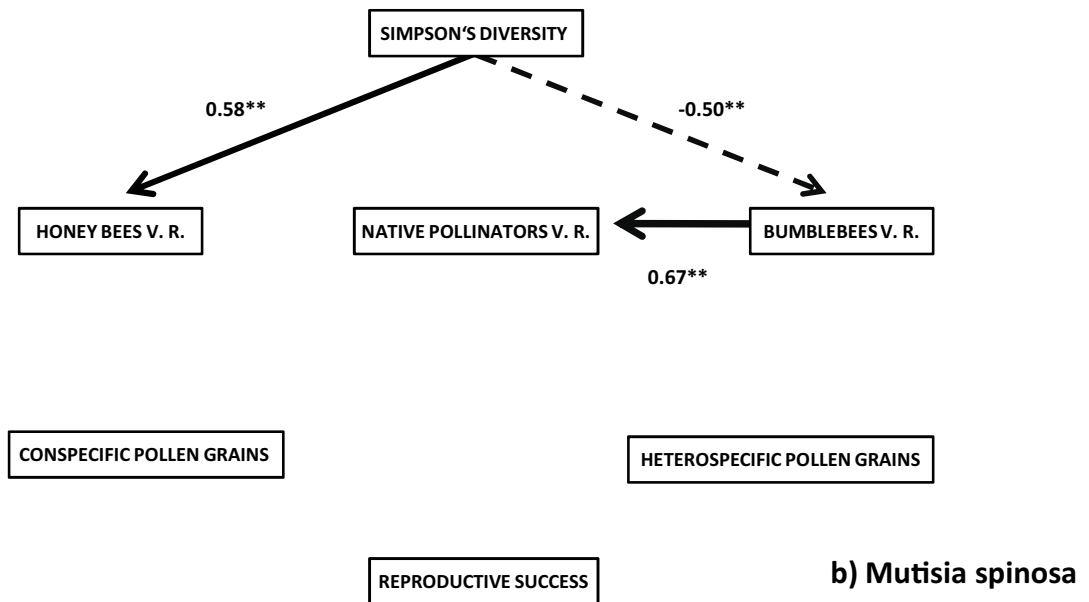 SIMPSON‘S DIVERSITY
0.58**
-0.50**
HONEY BEES V. R.
NATIVE POLLINATORS V. R.
BUMBLEBEES V. R.
0.67**
CONSPECIFIC POLLEN GRAINS
HETEROSPECIFIC POLLEN GRAINS
REPRODUCTIVE SUCCESS
b) Mutisia spinosa